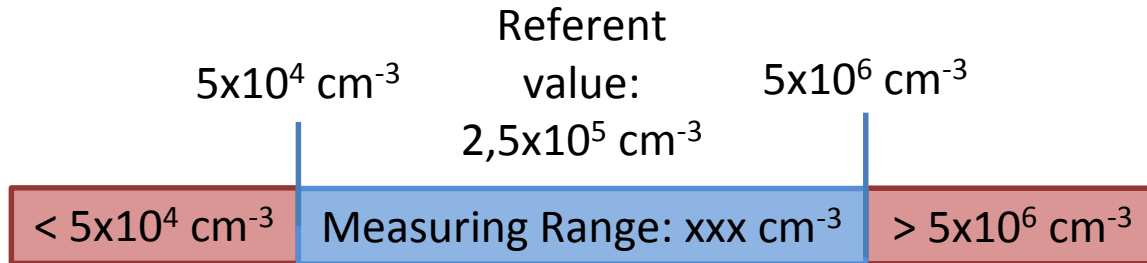 Referent
value:
2,5x10⁵ cm⁻³
5x10⁴ cm⁻³
5x10⁶ cm⁻³
< 5x10⁴ cm⁻³
Measuring Range: xxx cm⁻³
> 5x10⁶ cm⁻³